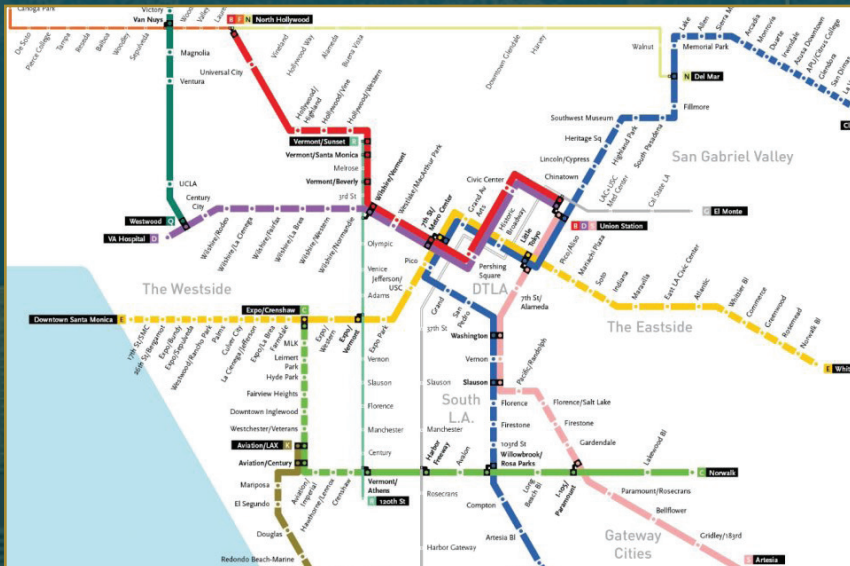 Canoga Park
De Soto
Pierce College
Tampa
Reseda
Balboa
Woodley
Sepulveda
Victory
Van Nuys
Magnolia
Ventura
UCLA
Westwood D
VA Hospital D
Century
City
B F N North Hollywood
Universal City
Vineland
Hollywood Way
Alameda
Buena Vista
Downtown Glendale
Harvey
Walnut
N Del Mar
Hollywood/
Highland
Hollywood/Vine
Hollywood/Western
Vermont/Sunset
Vermont/Santa Monica
Melrose
Vermont/Beverly
3rd St
Wilshire/Rodeo
Wilshire/La Cienega
Wilshire/Fairfax
Wilshire/La Brea
Wilshire/Western
Wilshire/Normandie
Wilshire/Vermont
Westlake/MacArthur Park
7th St/
Metro Center
Grand Av
Arts
Historic
Broadway
Civic Center
Pershing
Square
Little
Tokyo
B D S Union Station
Chinatown
Lincoln/Cypress
Heritage Sq
Southwest Museum
Highland Park
South Pasadena
Fillmore
Memorial Park
Lake
Allen
Sierra M
Arcadia
Monrovia
Duarte
Irwindale
Azusa Downtown
APU/Citrus College
Glendora
San Dimas
La V
Cl
San Gabriel Valley
LAC+USC
Med Center
Cal State LA
C El Monte
Pico/Aliso
Mariachi Plaza
Soto
Indiana
Maravilla
East LA Civic Center
Atlantic
Whittier Bl
Commerce
Greenwood
Rosemead
Norwalk Bl
E Whit
The Eastside
The Westside
DTLA
Olympic
Venice
Jefferson/
USC
Adams
Pico
Grand
San
Pedro
7th St/
Alameda
Downtown Santa Monica E
17th St/SMC
26th St/Bergamot
Expo/Bundy
Expo/Sepulveda
Westwood/Rancho Park
Palms
Culver City
La Cienega/Jefferson
Expo/La Brea
Farmdale
Expo/Crenshaw C
Expo/
Western
Expo/
Vermont
Expo Park
MLK
Leimert
Park
Hyde Park
Fairview Heights
Downtown Inglewood
Westchester/Veterans
Aviation/LAX K
Aviation/Century
Mariposa
El Segundo
Douglas
Redondo Beach-Marine
Aviation/
Imperial
Hawthorne/Lennox
Crenshaw
Vernon
Slauson
Florence
Manchester
Century
Vermont/
Athens
120th St
37th St
Slauson
Manchester
Harbor
Freeway
Rosecrans
Harbor Gateway
Avalon
Washington
Vernon
Slauson
Florence
Firestone
103rd St
Willowbrook/
Rosa Parks
South
L.A.
Compton
Artesia Bl
Pacific/Randolph
Florence/Salt Lake
Firestone
Gardendale
Long
Beach Bl
I-105/
Paramount
Lakewood Bl
C Norwalk
Paramount/Rosecrans
Bellflower
Gridley/183rd
S Artesia
Gateway
Cities